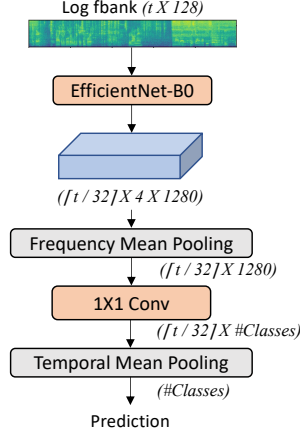 Log fbank (t X 128)
EfficientNet-B0
(⌈t / 32⌉ X 4 X 1280)
Frequency Mean Pooling
(⌈t / 32⌉ X 1280)
1X1 Conv
(⌈t / 32⌉ X #Classes)
Temporal Mean Pooling
(#Classes)
Prediction